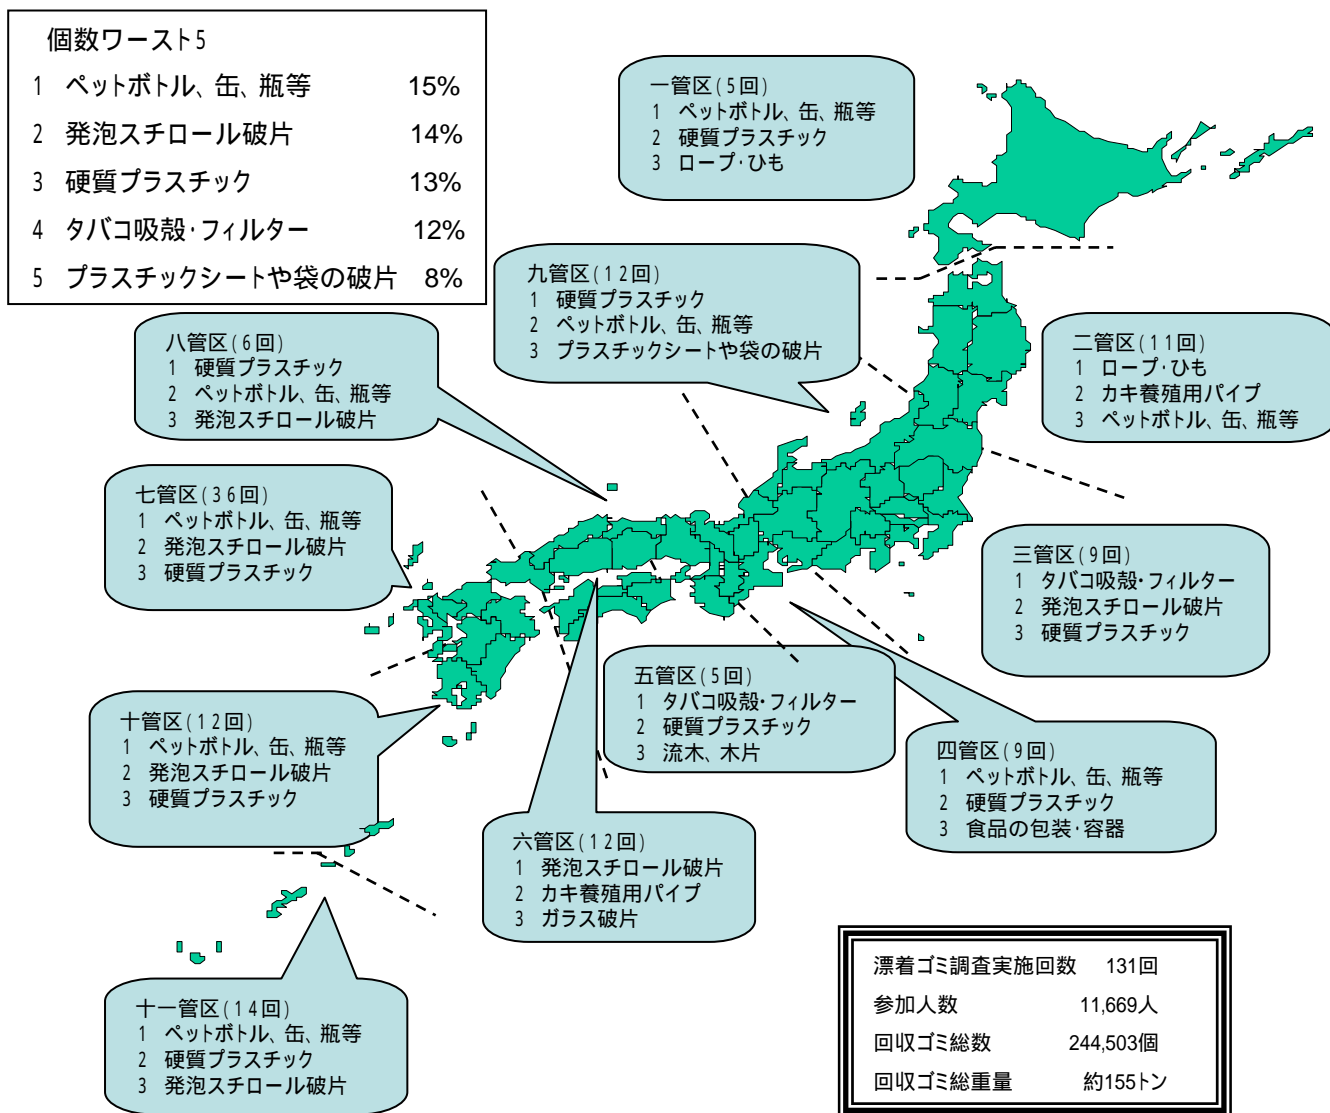 個数ワースト5
1 ペットボトル、缶、瓶等 15%
2 発泡スチロール破片 14%
3 硬質プラスチック 13%
4 タバコ吸殻・フィルター 12%
5 プラスチックシートや袋の破片 8%
一管区(5回)
1 ペットボトル、缶、瓶等
2 硬質プラスチック
3 ロープ・ひも
九管区(12回)
1 硬質プラスチック
2 ペットボトル、缶、瓶等
3 プラスチックシートや袋の破片
八管区(6回)
1 硬質プラスチック
2 ペットボトル、缶、瓶等
3 発泡スチロール破片
二管区(11回)
1 ロープ・ひも
2 カキ養殖用パイプ
3 ペットボトル、缶、瓶等
七管区(36回)
1 ペットボトル、缶、瓶等
2 発泡スチロール破片
3 硬質プラスチック
三管区(9回)
1 タバコ吸殻・フィルター
2 発泡スチロール破片
3 硬質プラスチック
五管区(5回)
1 タバコ吸殻・フィルター
2 硬質プラスチック
3 流木、木片
十管区(12回)
1 ペットボトル、缶、瓶等
2 発泡スチロール破片
3 硬質プラスチック
四管区(9回)
1 ペットボトル、缶、瓶等
2 硬質プラスチック
3 食品の包装・容器
六管区(12回)
1 発泡スチロール破片
2 カキ養殖用パイプ
3 ガラス破片
十一管区(14回)
1 ペットボトル、缶、瓶等
2 硬質プラスチック
3 発泡スチロール破片
漂着ゴミ調査実施回数 131回
参加人数 11,669人
回収ゴミ総数 244,503個
回収ゴミ総重量 約155トン